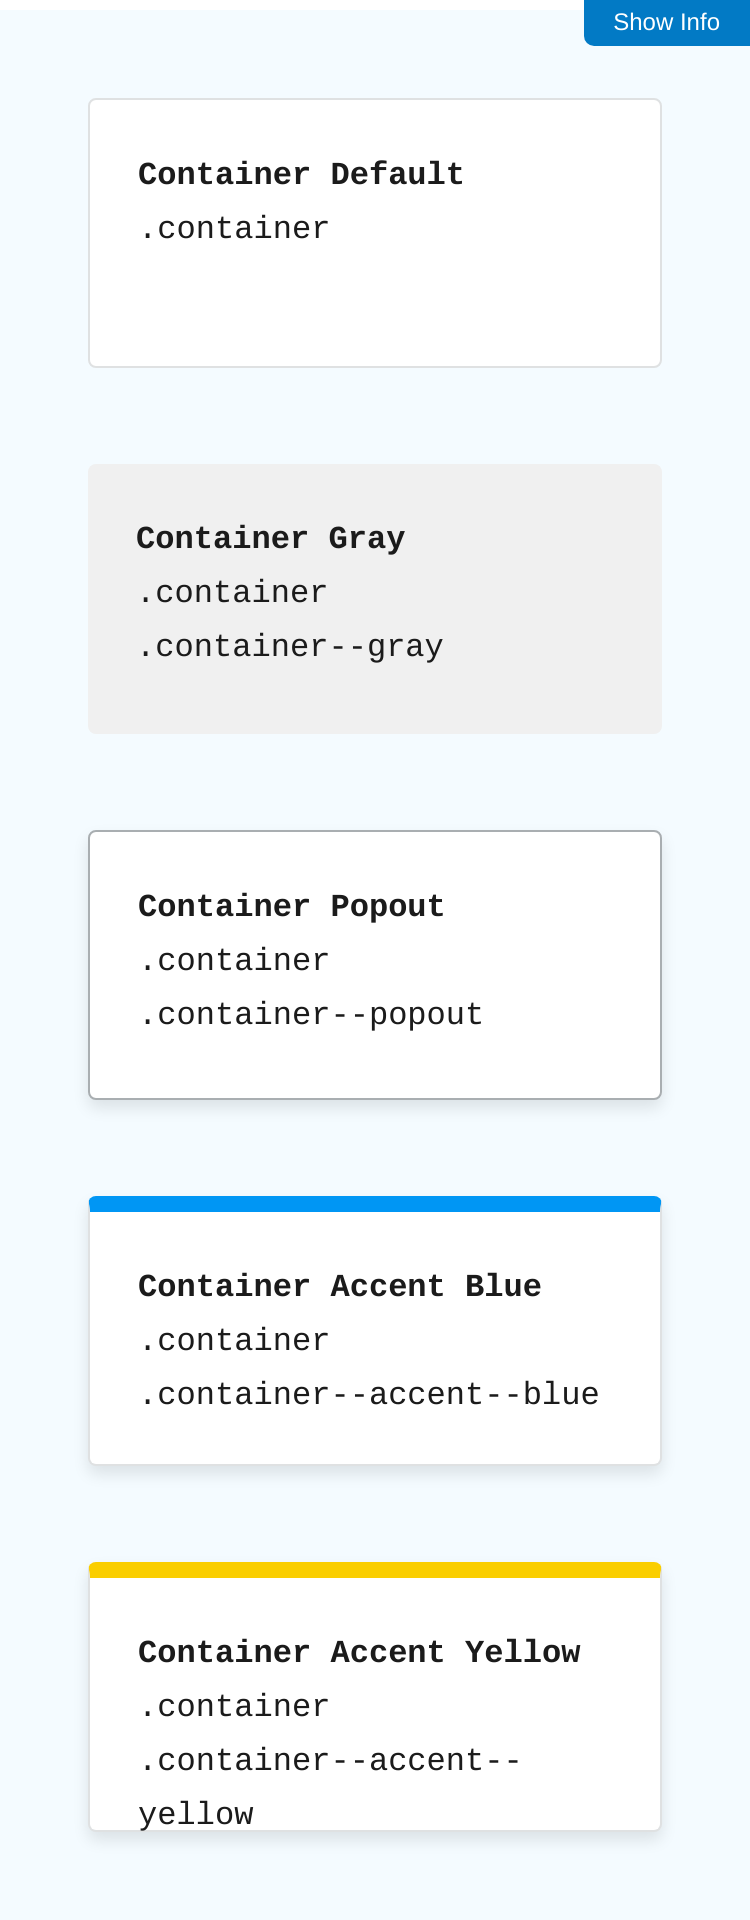 Show Info
Container Default
.container
Container Gray
.container
.container--gray
Container Popout
.container
.container--popout
Container Accent Blue
.container
.container--accent--blue
Container Accent Yellow
.container
.container--accent--
yellow